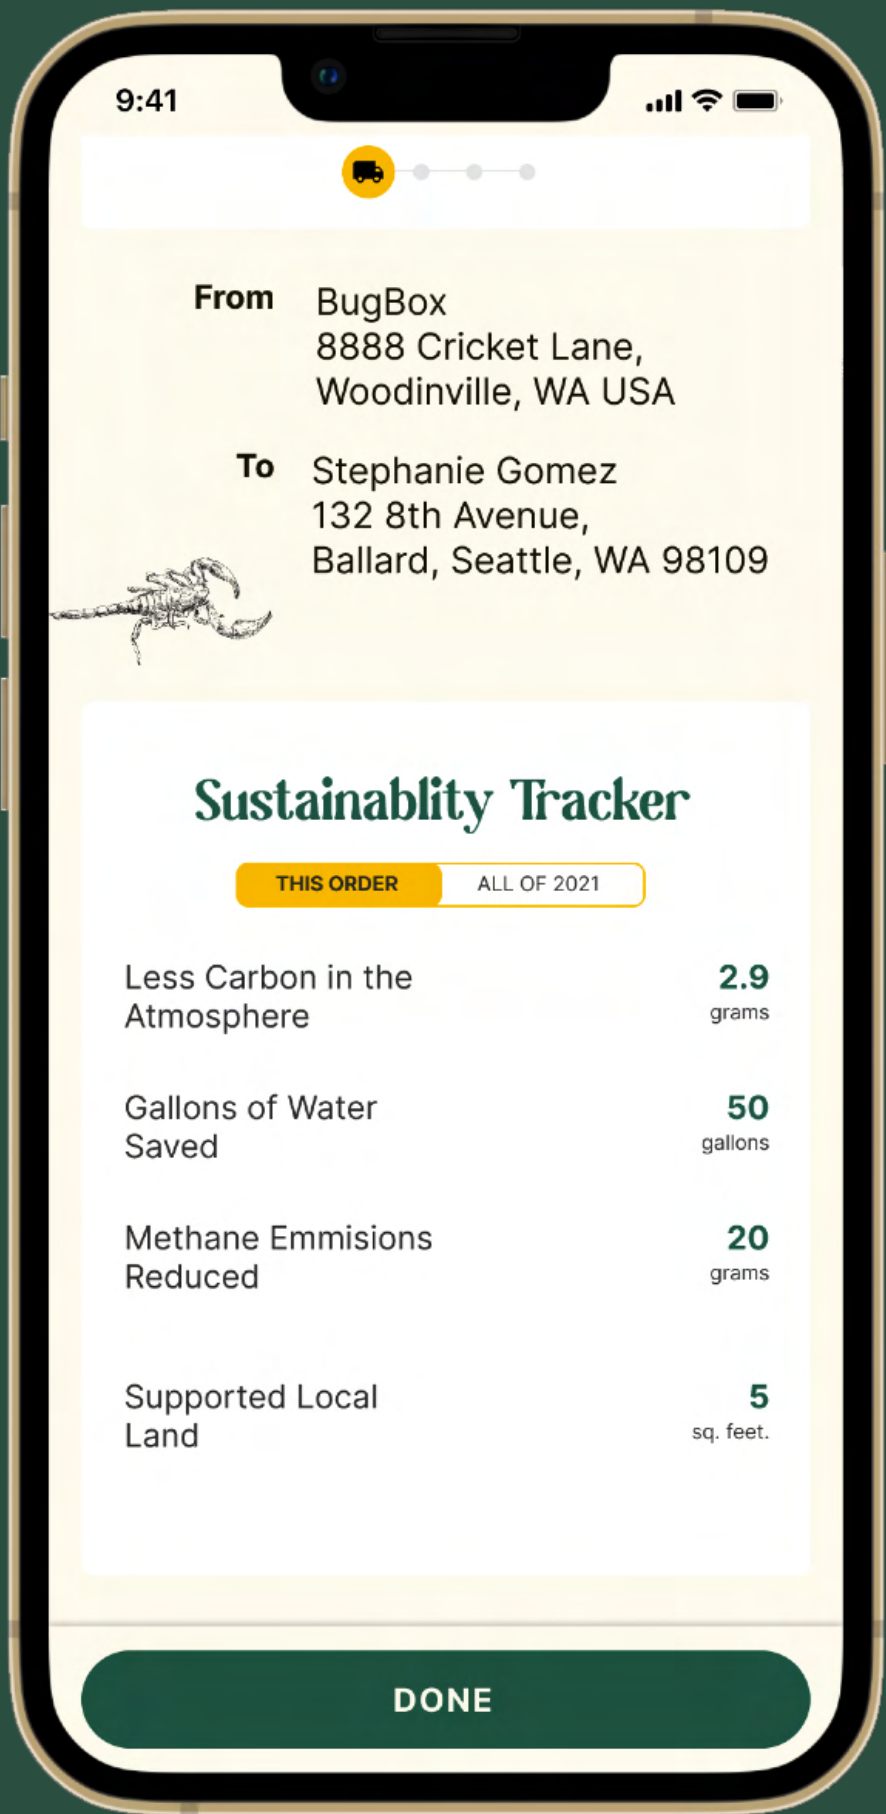 9:41
From
BugBox
8888 Cricket Lane,
Woodinville, WA USA
To
Stephanie Gomez
132 8th Avenue,
Ballard, Seattle, WA 98109
Sustainablity Tracker
THIS ORDER
ALL OF 2021
Less Carbon in the
Atmosphere
2.9
grams
Gallons of Water
Saved
50
gallons
Methane Emmisions
Reduced
20
grams
Supported Local
Land
5
sq. feet.
DONE